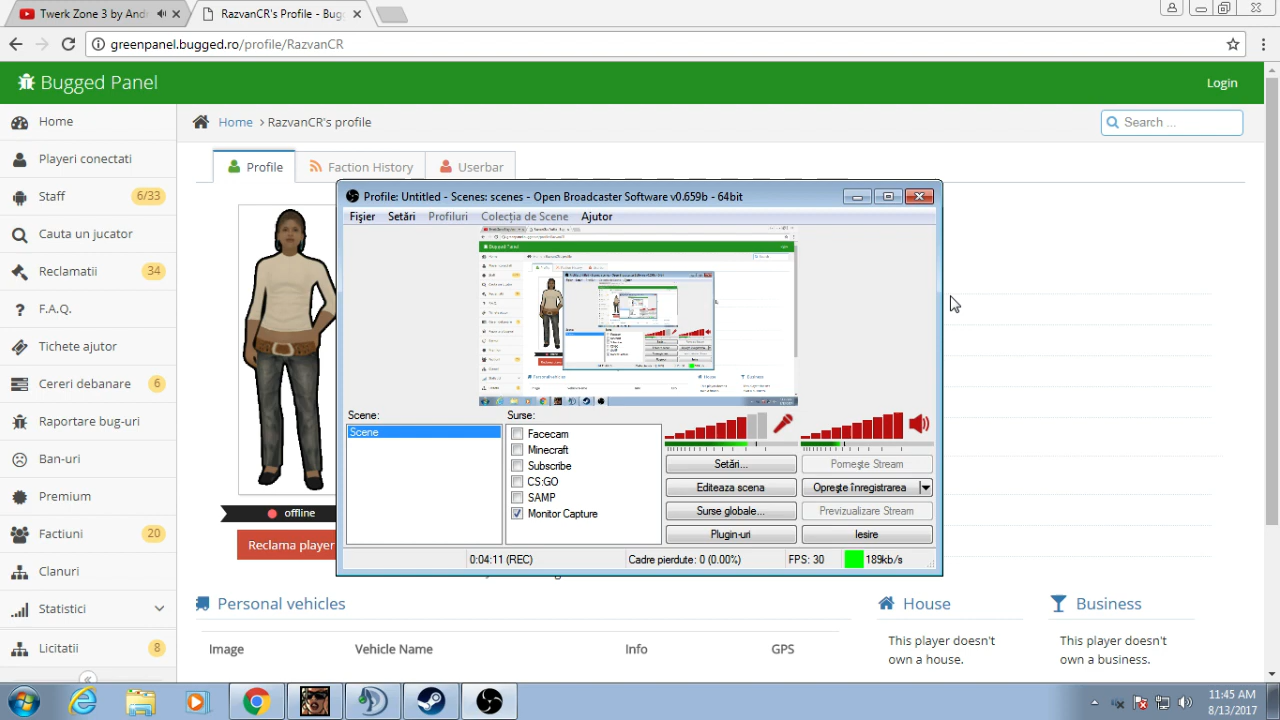 Twerk Zone 3 by Andr
RazvanCR's Profile - Bug
greenpanel.bugged.ro/profile/RazvanCR
Bugged Panel
Login
Home
Playeri conectati
Staff 6/33
Cauta un jucator
Reclamatii 34
F.A.Q.
Tichete ajutor
Cereri debanare 6
Raportare bug-uri
Ban-uri
Premium
Factiuni 20
Clanuri
Statistici
Licitatii 8
Home > RazvanCR's profile
Search ...
Profile
Faction History
Userbar
offline
Reclama player
Profile: Untitled - Scenes: scenes - Open Broadcaster Software v0.659b - 64bit
Fișier Setări Profiluri Colecția de Scene Ajutor
Scene:
Scene
Surse:
Facecam
Minecraft
Subscribe
CS:GO
SAMP
Monitor Capture
Setări...
Pornește Stream
Editeaza scena
Oprește înregistrarea
Surse globale...
Previzualizare Stream
Plugin-uri
Iesire
0:04:11 (REC)
Cadre pierdute: 0 (0.00%)
FPS: 30
189kb/s
Personal vehicles
Image Vehicle Name Info GPS
House
This player doesn't
own a house.
Business
This player doesn't
own a business.
11:45 AM
8/13/2017